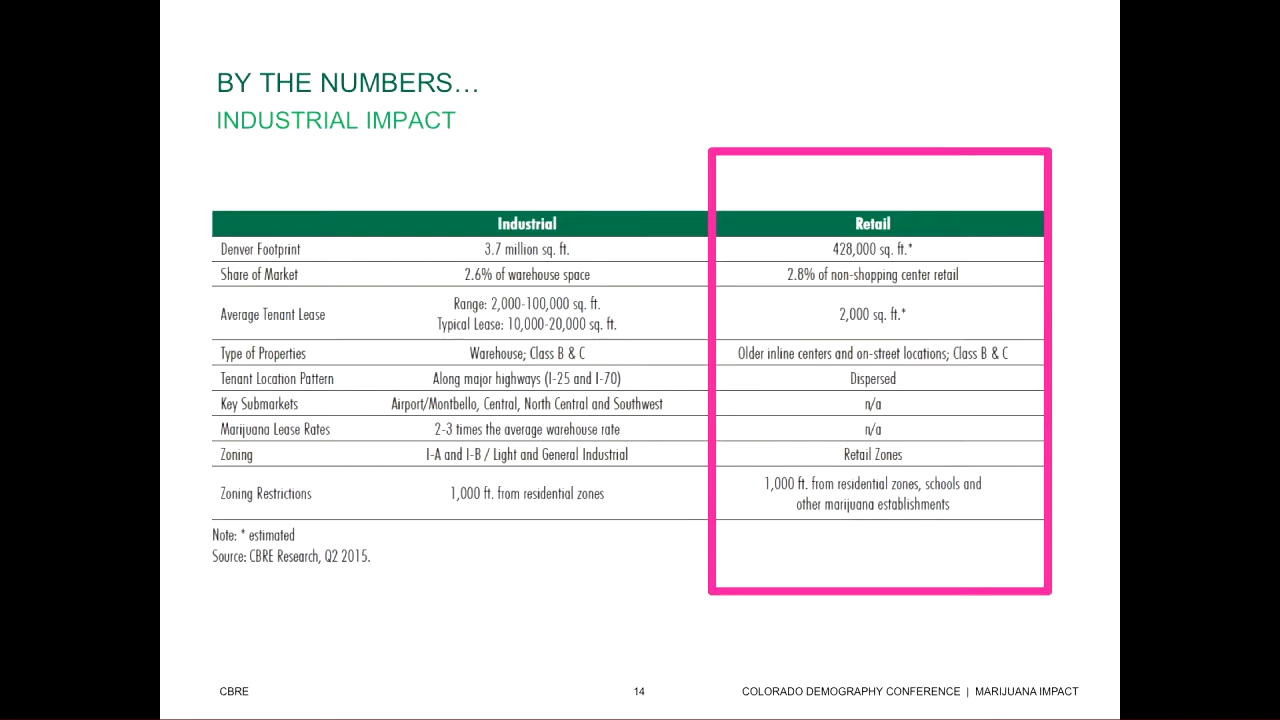 BY THE NUMBERS…
INDUSTRIAL IMPACT
Industrial Retail
Denver Footprint 3.7 million sq. ft. 428,000 sq. ft.*
Share of Market 2.6% of warehouse space 2.8% of non-shopping center retail
Average Tenant Lease Range: 2,000-100,000 sq. ft. 2,000 sq. ft.*
Typical Lease: 10,000-20,000 sq. ft.
Type of Properties Warehouse; Class B & C Older inline centers and on-street locations; Class B & C
Tenant Location Pattern Along major highways (I-25 and I-70) Dispersed
Key Submarkets Airport/Montbello, Central, North Central and Southwest n/a
Marijuana Lease Rates 2-3 times the average warehouse rate n/a
Zoning I-A and I-B / Light and General Industrial Retail Zones
Zoning Restrictions 1,000 ft. from residential zones 1,000 ft. from residential zones, schools and
other marijuana establishments
Note: * estimated
Source: CBRE Research, Q2 2015.
CBRE 14 COLORADO DEMOGRAPHY CONFERENCE | MARIJUANA IMPACT